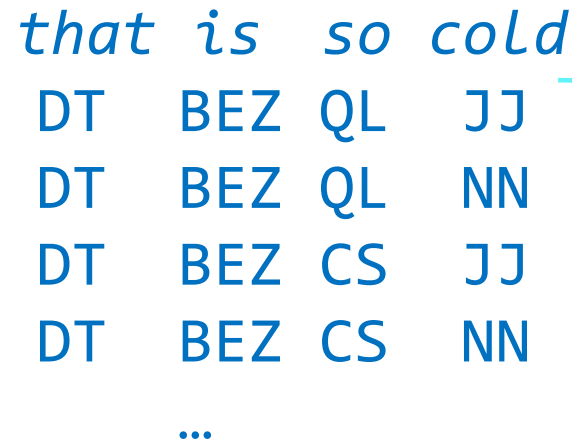 that is so cold
DT BEZ QL JJ
DT BEZ QL NN
DT BEZ CS JJ
DT BEZ CS NN
…